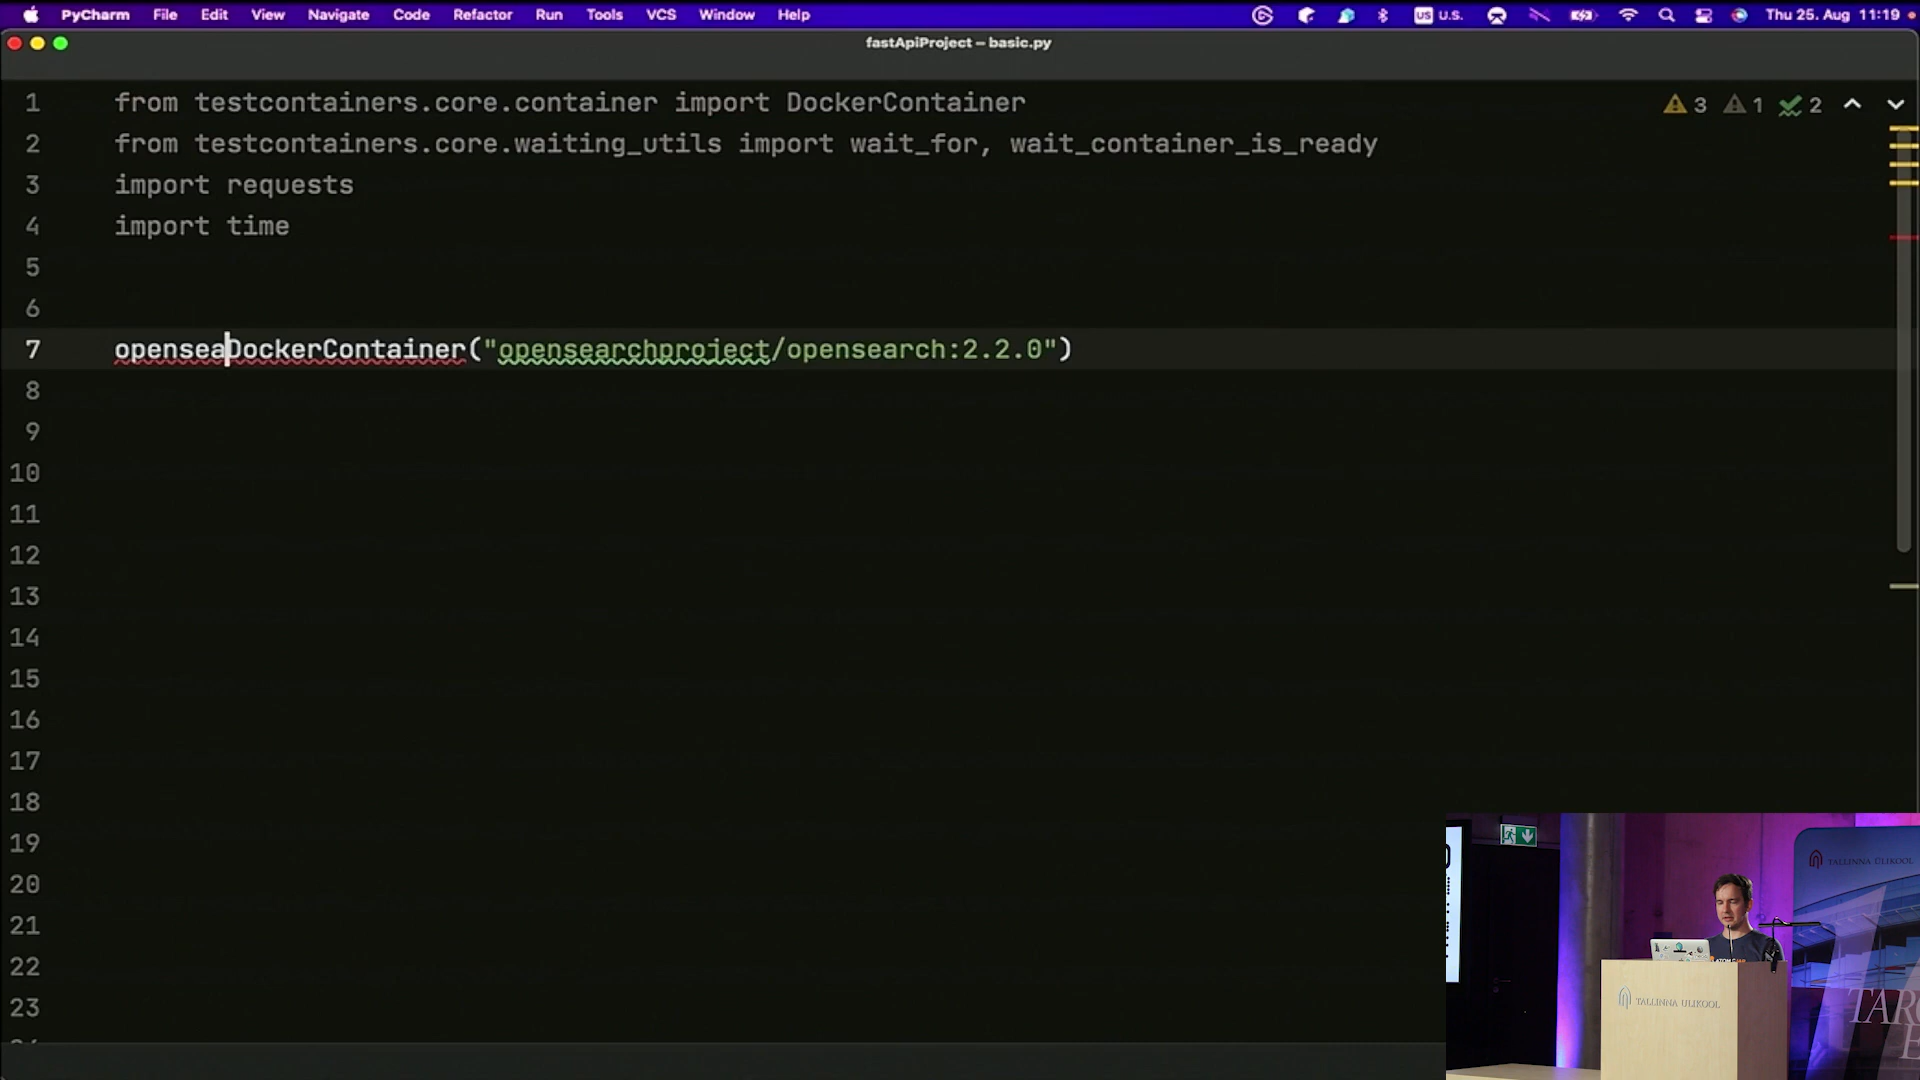 PyCharm File Edit View Navigate Code Refactor Run Tools VCS Window Help US U.S. Thu 25. Aug 11:19
fastApiProject – basic.py
3 1 2
1 from testcontainers.core.container import DockerContainer
2 from testcontainers.core.waiting_utils import wait_for, wait_container_is_ready
3 import requests
4 import time
5
6
7 openseaDockerContainer("opensearchproject/opensearch:2.2.0")
8
9
10
11
12
13
14
15
16
17
18
19
20
21
22
23
TALLINNA ÜLIKOOL
TALLINNA ÜLIKOOL